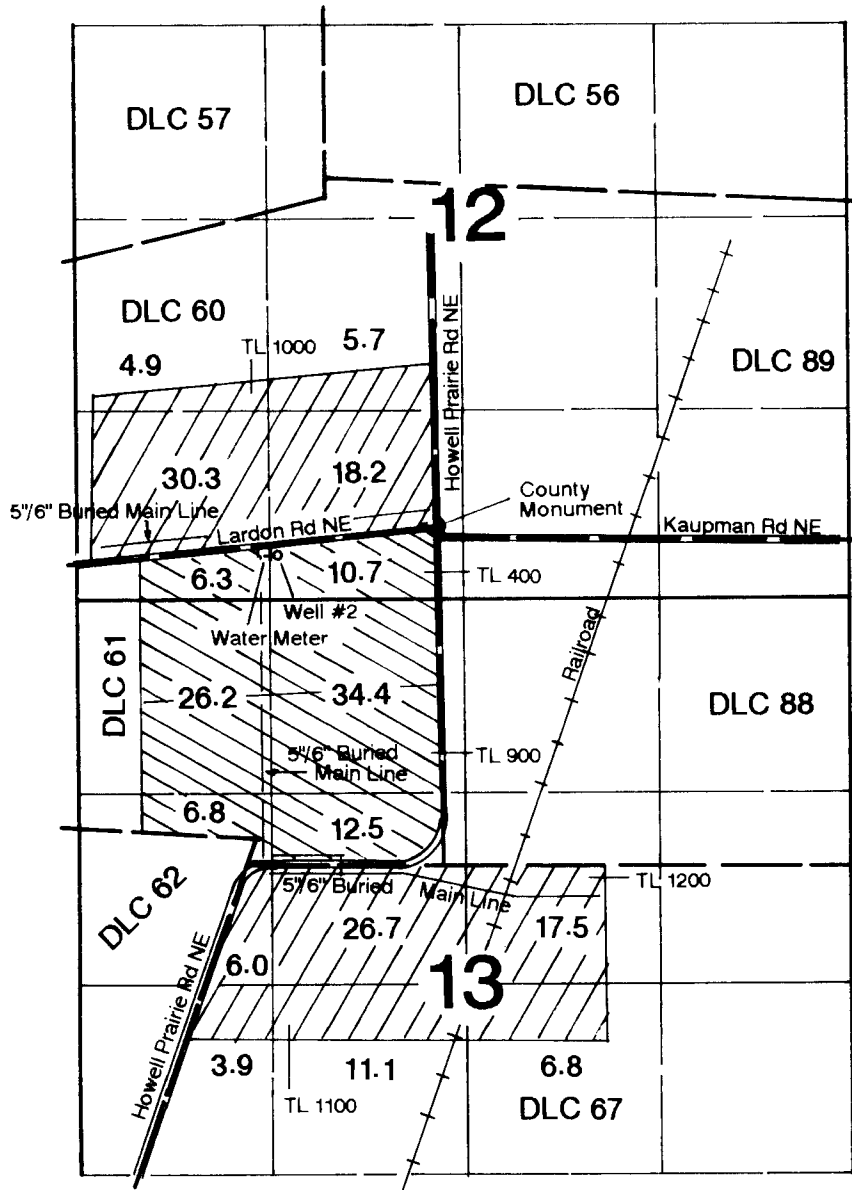 DLC 57
DLC 56
12
DLC 60
5.7
TL 1000
4.9
Howell Prairie Rd NE
DLC 89
30.3
18.2
County
Monument
5"/6" Buried Main Line
Lardon Rd NE
Kaupman Rd NE
6.3
10.7
TL 400
Well #2
Water Meter
Railroad
DLC 61
26.2
34.4
DLC 88
5"/6" Buried
Main Line
TL 900
6.8
12.5
5"/6" Buried
Main Line
TL 1200
DLC 62
26.7
17.5
6.0
13
Howell Prairie Rd NE
3.9
11.1
6.8
TL 1100
DLC 67